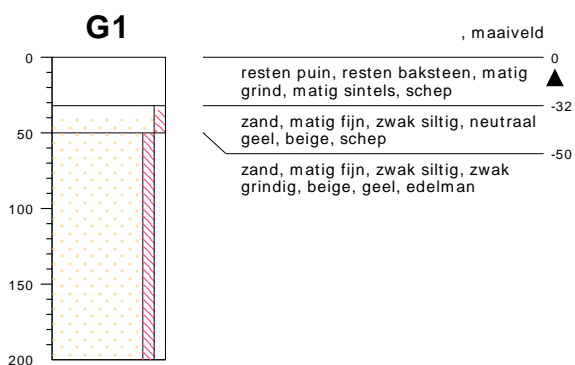 G1
, maaiveld
0
0
resten puin, resten baksteen, matig
grind, matig sintels, schep
-32
zand, matig fijn, zwak siltig, neutraal
geel, beige, schep
50
-50
zand, matig fijn, zwak siltig, zwak
grindig, beige, geel, edelman
100
150
200